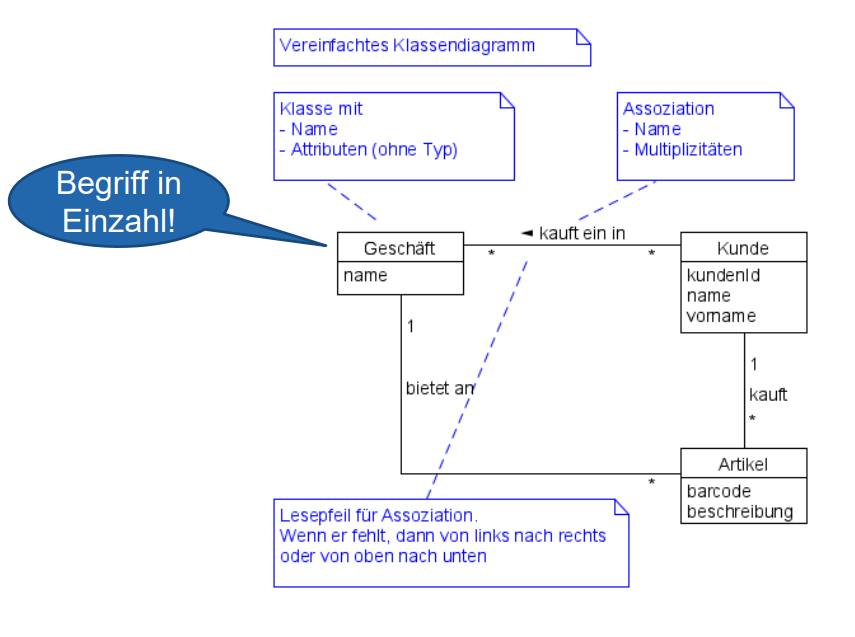 Vereinfachtes Klassendiagramm
Klasse mit
- Name
- Attributen (ohne Typ)
Assoziation
- Name
- Multiplizitäten
Begriff in
Einzahl!
Geschäft
name
◄ kauft ein in
*
*
Kunde
kundenId
name
vorname
1
bietet an
*
1
kauft
*
Artikel
barcode
beschreibung
Lesepfeil für Assoziation.
Wenn er fehlt, dann von links nach rechts
oder von oben nach unten